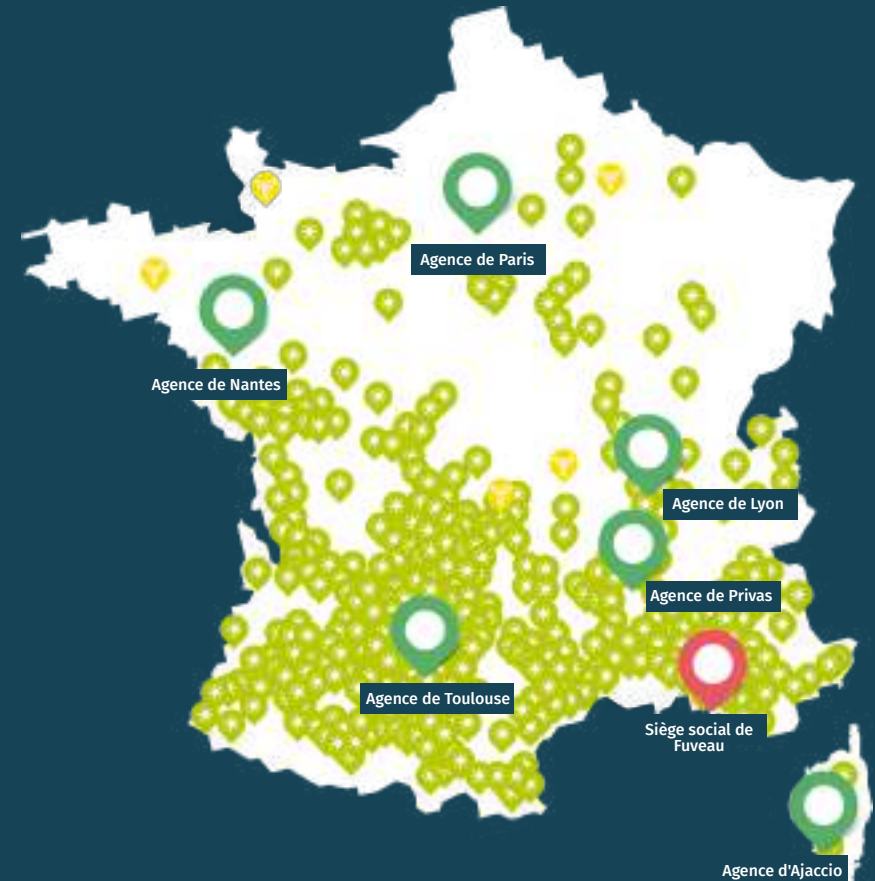 Agence de Paris
Agence de Nantes
Agence de Lyon
Agence de Privas
Agence de Toulouse
Siège social de
Fuveau
Agence d'Ajaccio